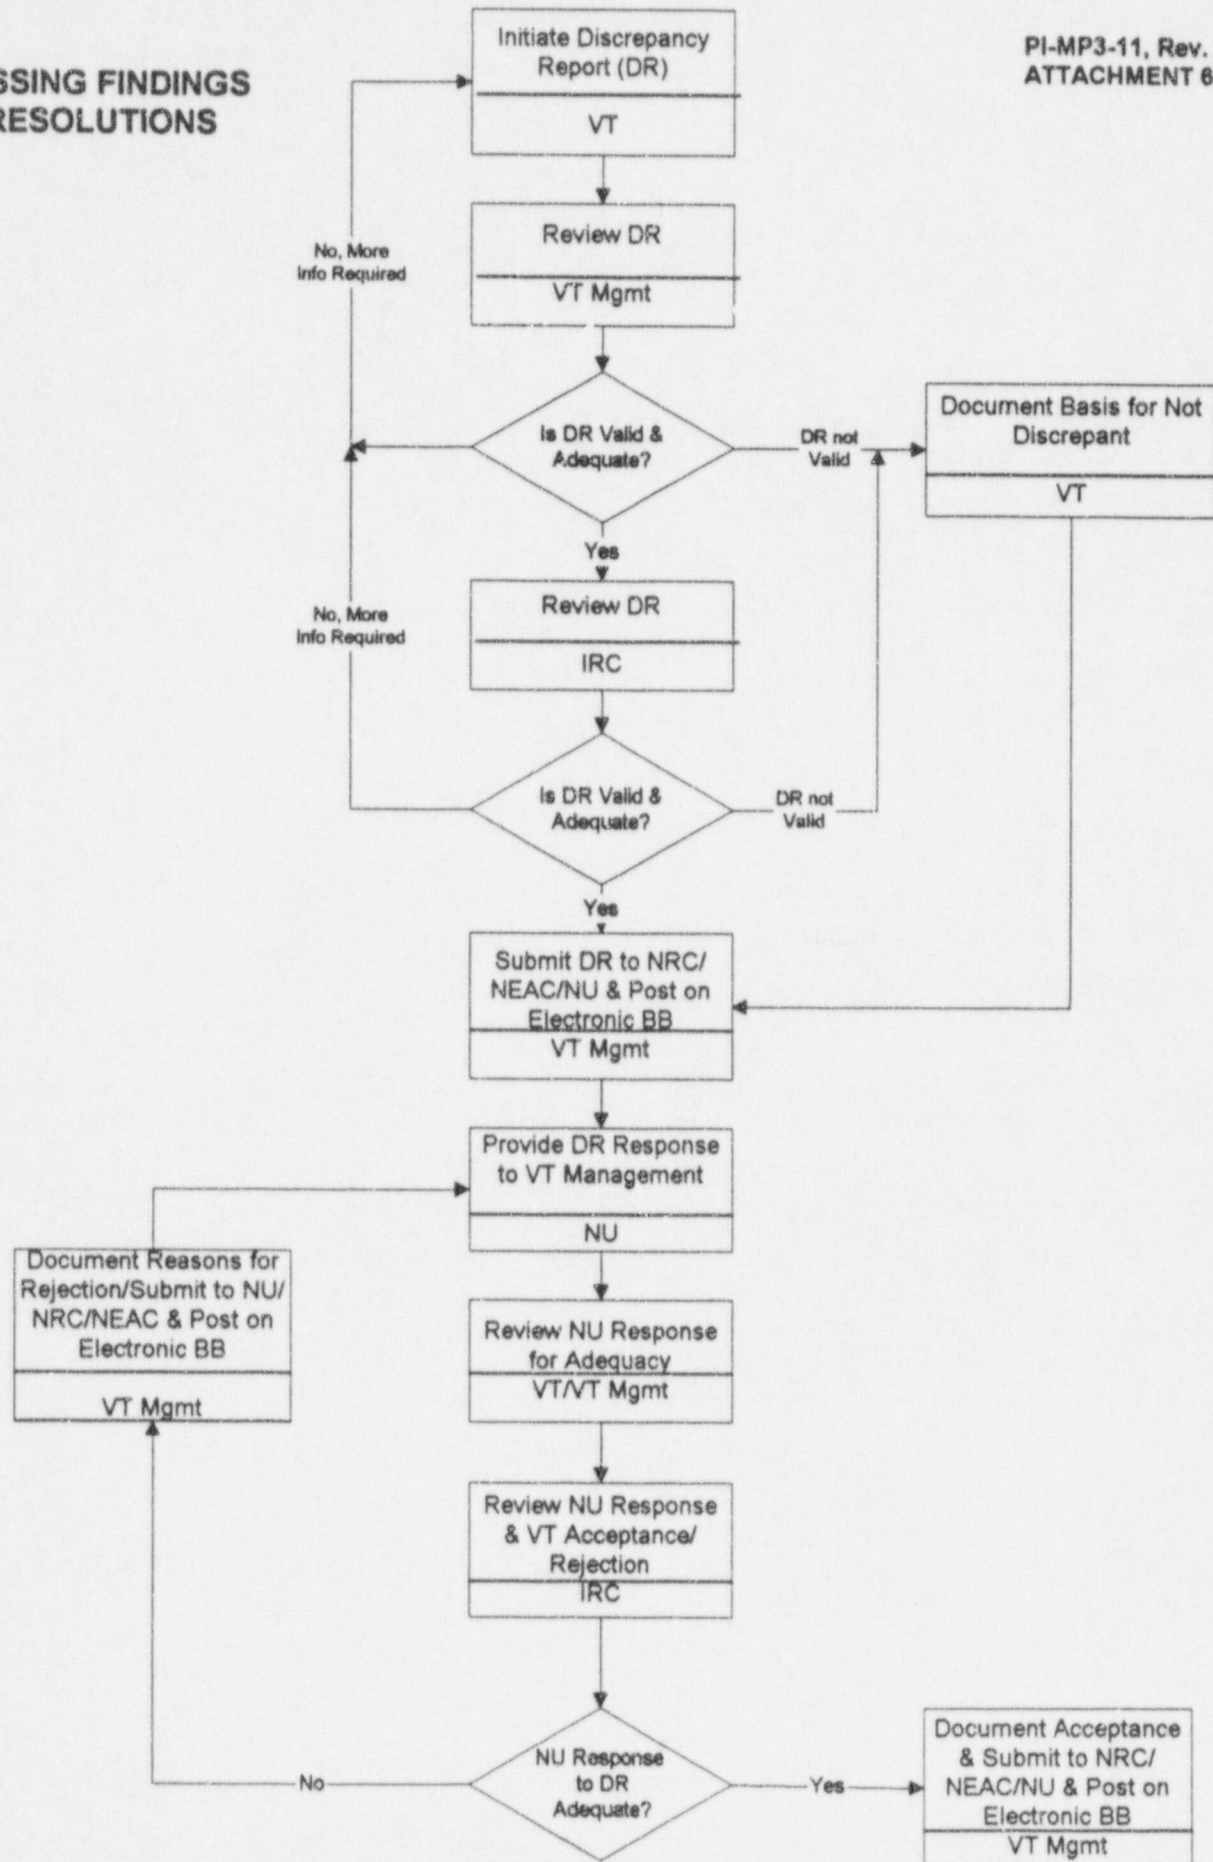 SSING FINDINGS
RESOLUTIONS
PI-MP3-11, Rev.
ATTACHMENT 6
Initiate Discrepancy
Report (DR)
VT
Review DR
VT Mgmt
No, More
Info Required
Is DR Valid &
Adequate?
DR not
Valid
Document Basis for Not
Discrepant
VT
Yes
Review DR
IRC
No, More
Info Required
Is DR Valid &
Adequate?
DR not
Valid
Yes
Submit DR to NRC/
NEAC/NU & Post on
Electronic BB
VT Mgmt
Provide DR Response
to VT Management
NU
Document Reasons for
Rejection/Submit to NU/
NRC/NEAC & Post on
Electronic BB
VT Mgmt
Review NU Response
for Adequacy
VT/VT Mgmt
Review NU Response
& VT Acceptance/
Rejection
IRC
NU Response
to DR
Adequate?
No
Yes
Document Acceptance
& Submit to NRC/
NEAC/NU & Post on
Electronic BB
VT Mgmt